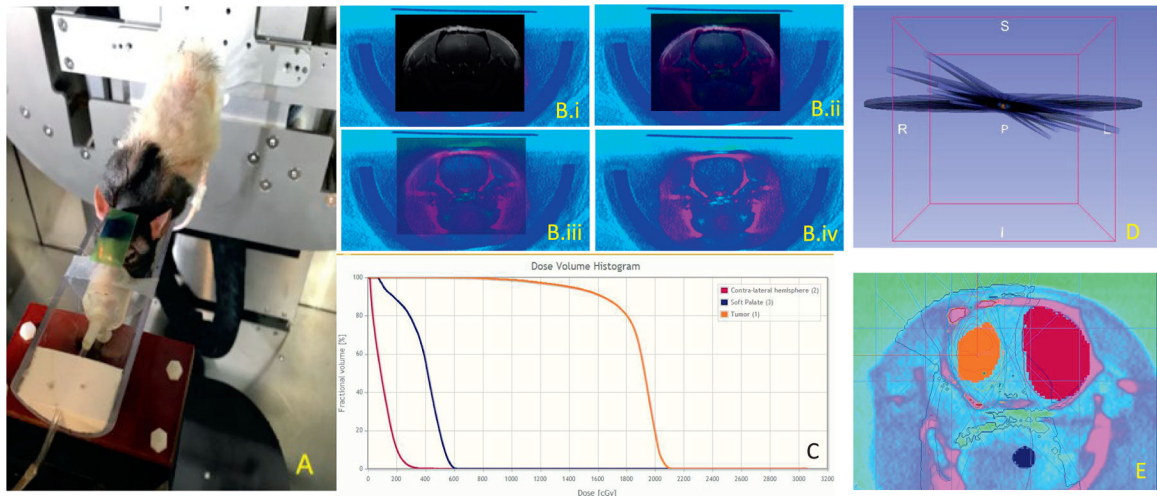 A
B.i
B.ii
B.iii
B.iv
Dose Volume Histogram
Fractional volume [%]
100
80
60
40
20
0
Contra-lateral hemisphere (2)
Soft Palate (3)
Tumor (1)
C
0 200 400 600 800 1000 1200 1400 1600 1800 2000 2200 2400 2600 2800 3000 3200
Dose [cGy]
S
R
P
L
I
D
E